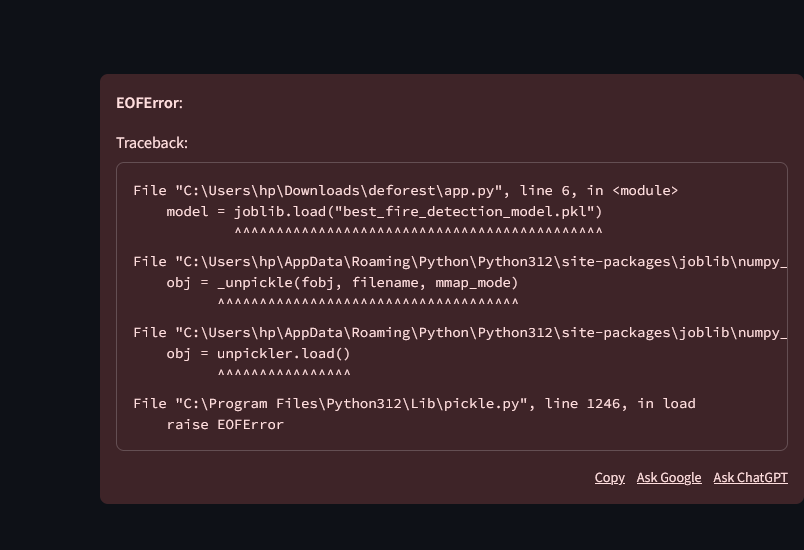 EOFError:
Traceback:
File "C:\Users\hp\Downloads\deforest\app.py", line 6, in <module>
    model = joblib.load("best_fire_detection_model.pkl")
            ^^^^^^^^^^^^^^^^^^^^^^^^^^^^^^^^^^^^^^^^^^^^
File "C:\Users\hp\AppData\Roaming\Python\Python312\site-packages\joblib\numpy_
    obj = _unpickle(fobj, filename, mmap_mode)
          ^^^^^^^^^^^^^^^^^^^^^^^^^^^^^^^^^^^^
File "C:\Users\hp\AppData\Roaming\Python\Python312\site-packages\joblib\numpy_
    obj = unpickler.load()
          ^^^^^^^^^^^^^^^^
File "C:\Program Files\Python312\Lib\pickle.py", line 1246, in load
    raise EOFError
Copy Ask Google Ask ChatGPT